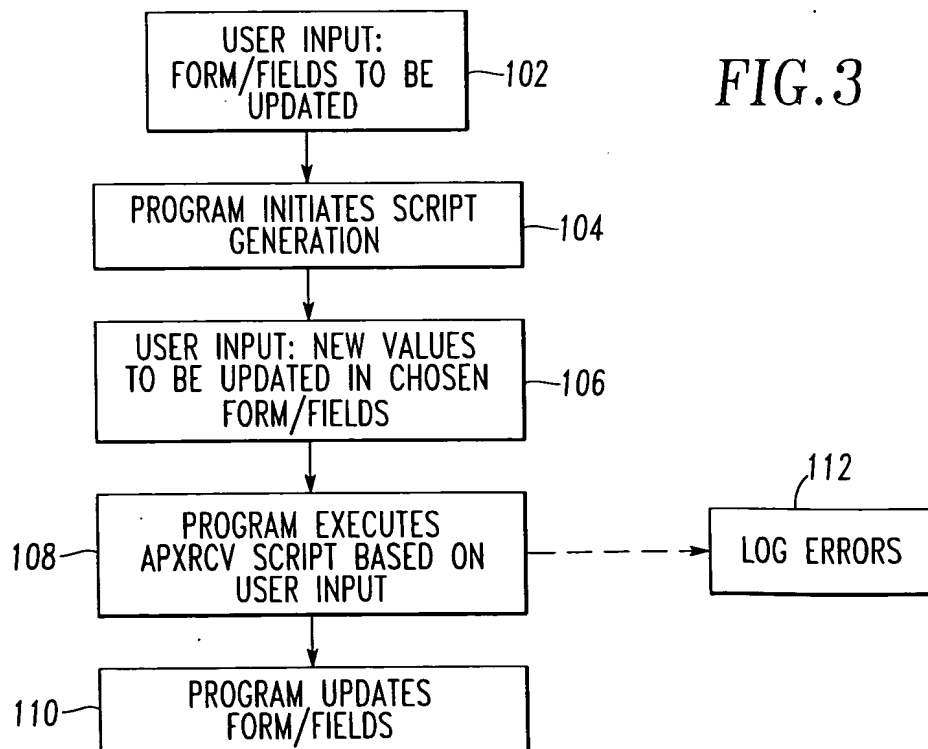 USER INPUT:
FORM/FIELDS TO BE
UPDATED
102
FIG.3
PROGRAM INITIATES SCRIPT
GENERATION
104
USER INPUT: NEW VALUES
TO BE UPDATED IN CHOSEN
FORM/FIELDS
106
PROGRAM EXECUTES
APXRCV SCRIPT BASED ON
USER INPUT
108
112
LOG ERRORS
PROGRAM UPDATES
FORM/FIELDS
110